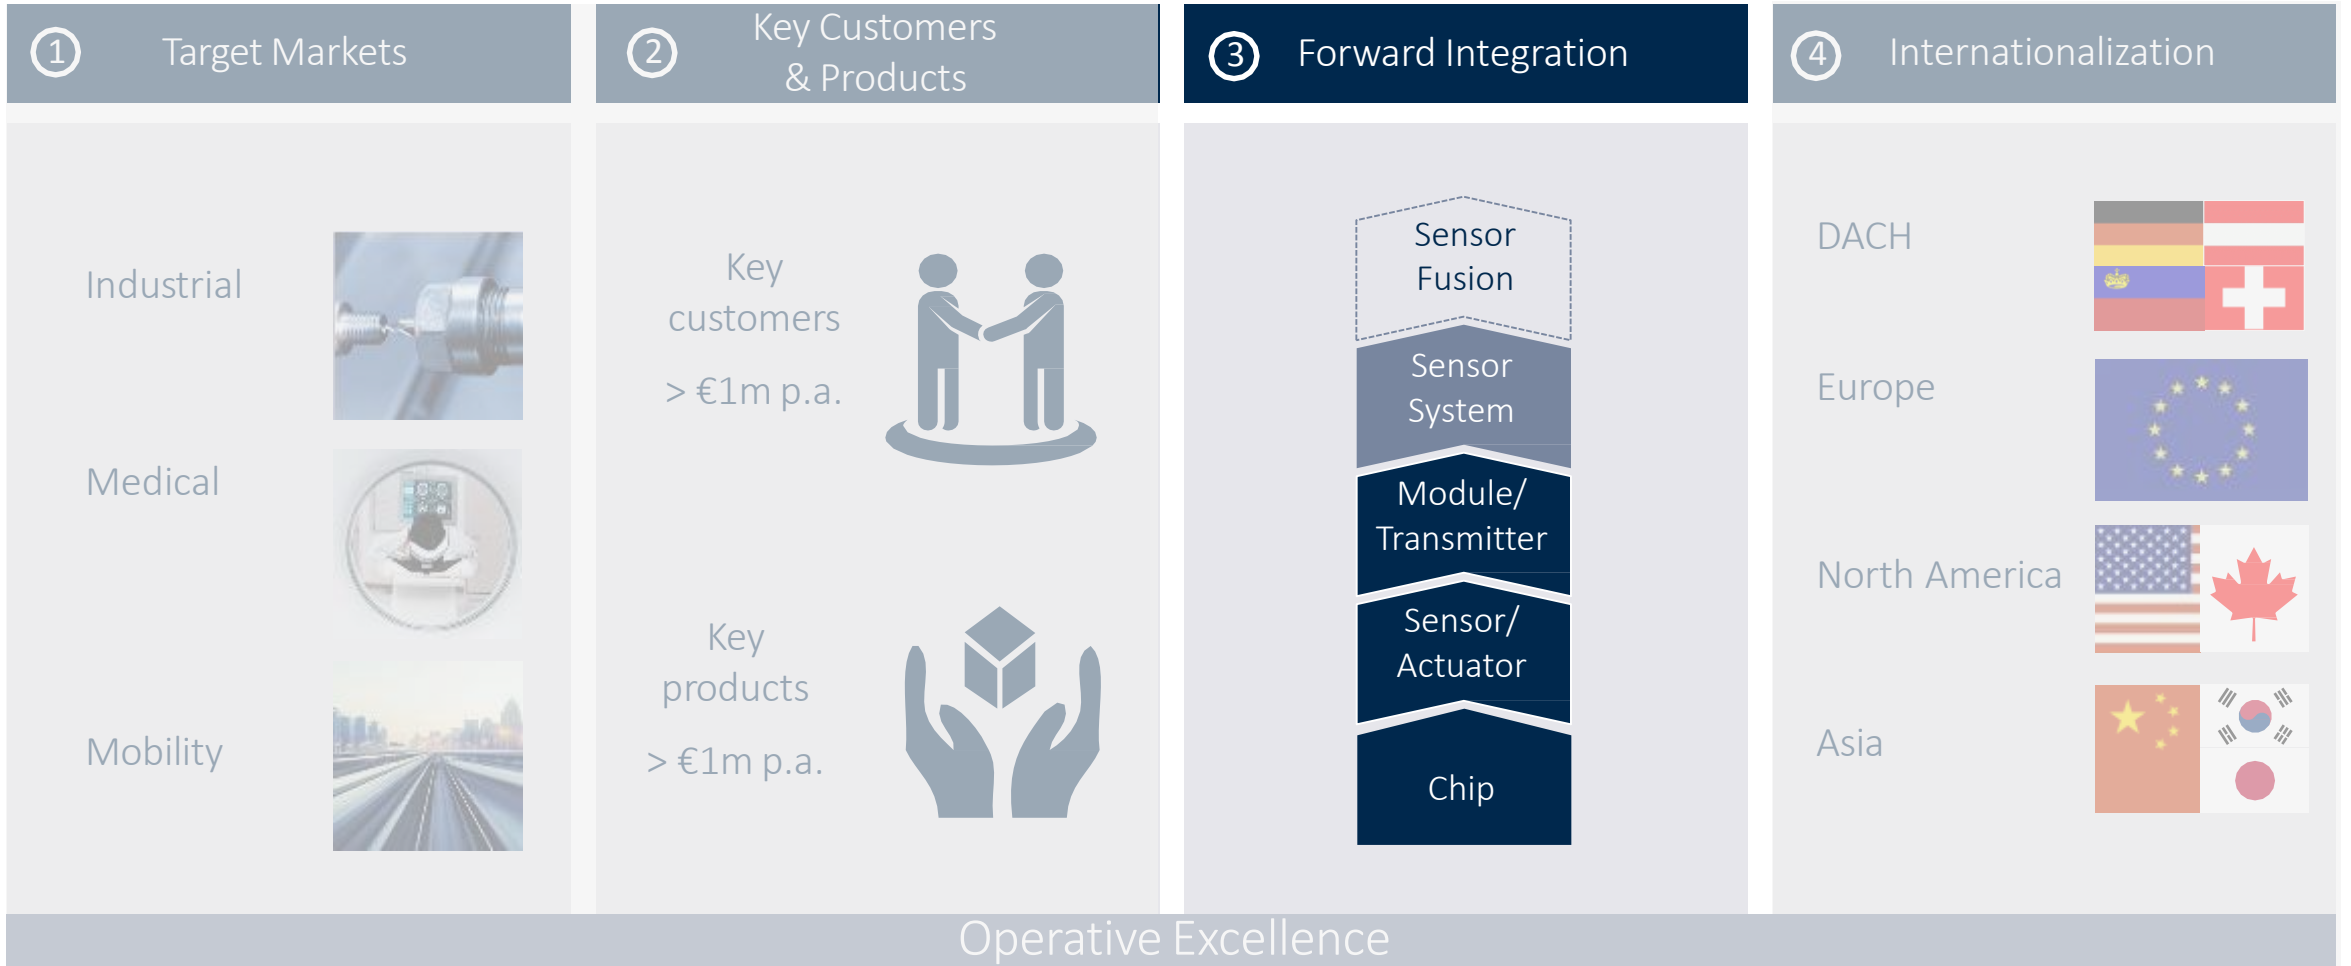 1
Target Markets
Industrial
Medical
Mobility
2
Key Customers
& Products
Key
customers
> €1m p.a.
Key
products
> €1m p.a.
3
Forward Integration
Sensor
Fusion
Sensor
System
Module/
Transmitter
Sensor/
Actuator
Chip
4
Internationalization
DACH
Europe
North America
Asia
Operative Excellence